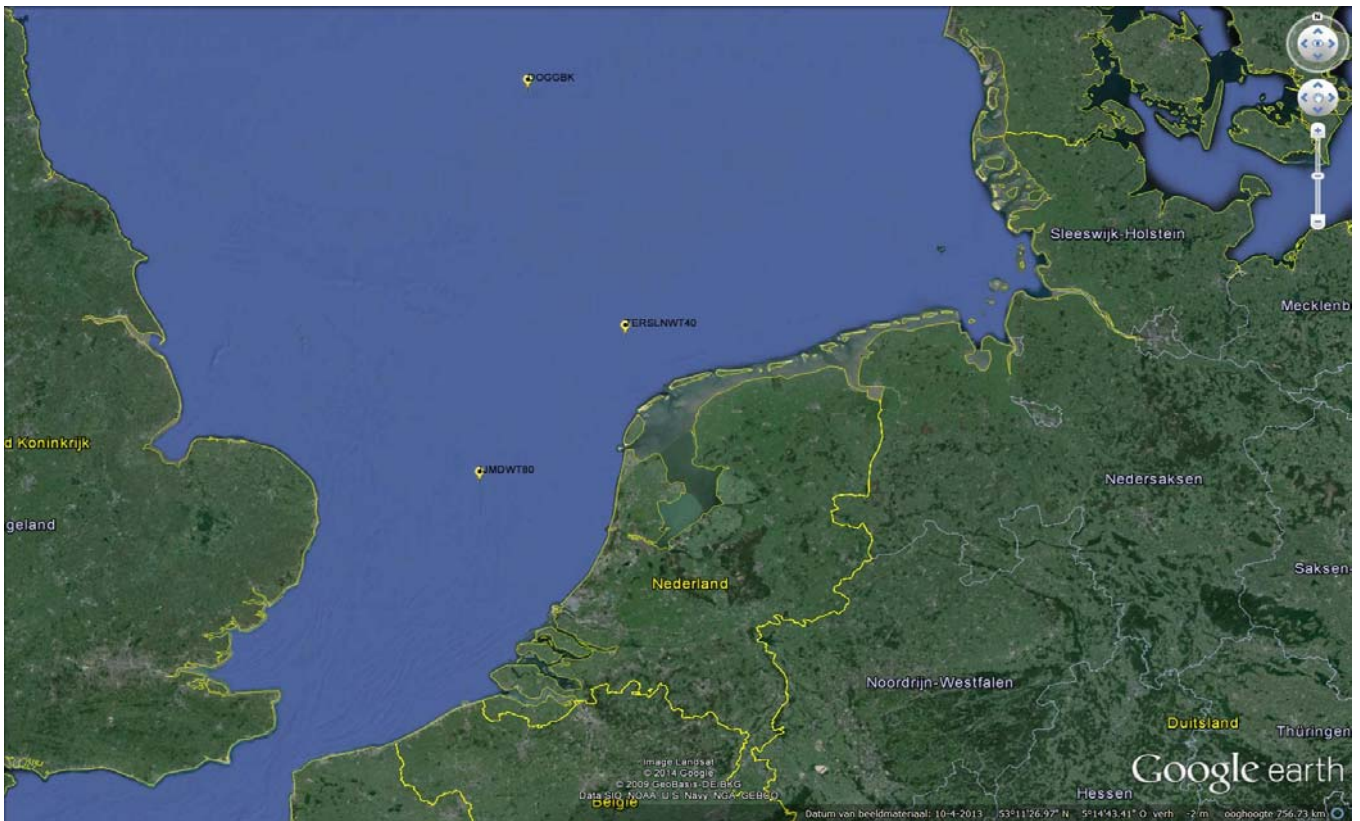 N
DOGGBK
Sleeswijk-Holstein
Mecklenb
TERSLNWT40
d Koninkrijk
IJMDWT80
Nedersaksen
geland
Saksen-
Nederland
Noordrijn-Westfalen
Duitsland
Thüringen
Image Landsat
© 2014 Google
© 2009 GeoBasis-DE/BKG
Data SIO, NOAA, U.S. Navy, NGA, GEBCO
België
Hessen
Google earth
Datum van beeldmateriaal: 10-4-2013 53°11'26.97" N 5°14'43.41" O verh -2 m ooghoogte 756.73 km